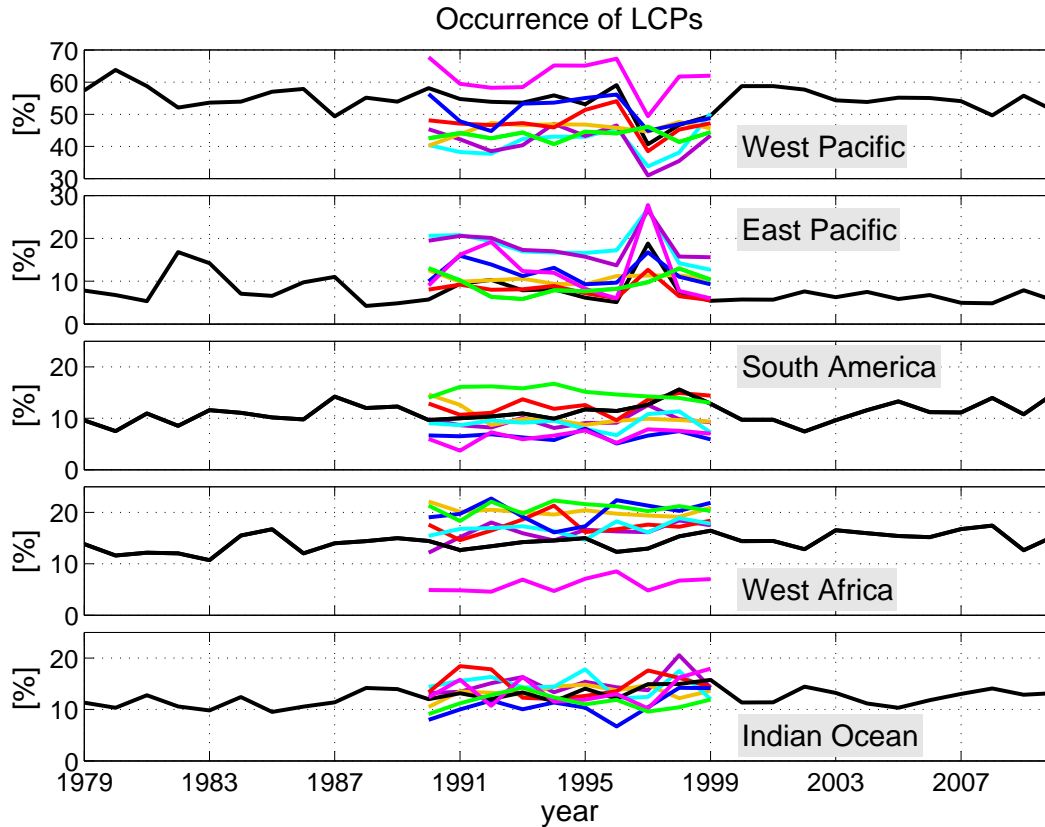 Occurrence of LCPs
70
60
50
40
30
[%]
West Pacific
30
20
10
0
[%]
East Pacific
20
10
0
[%]
South America
20
10
0
[%]
West Africa
20
10
0
[%]
Indian Ocean
1979 1983 1987 1991 1995 1999 2003 2007
year